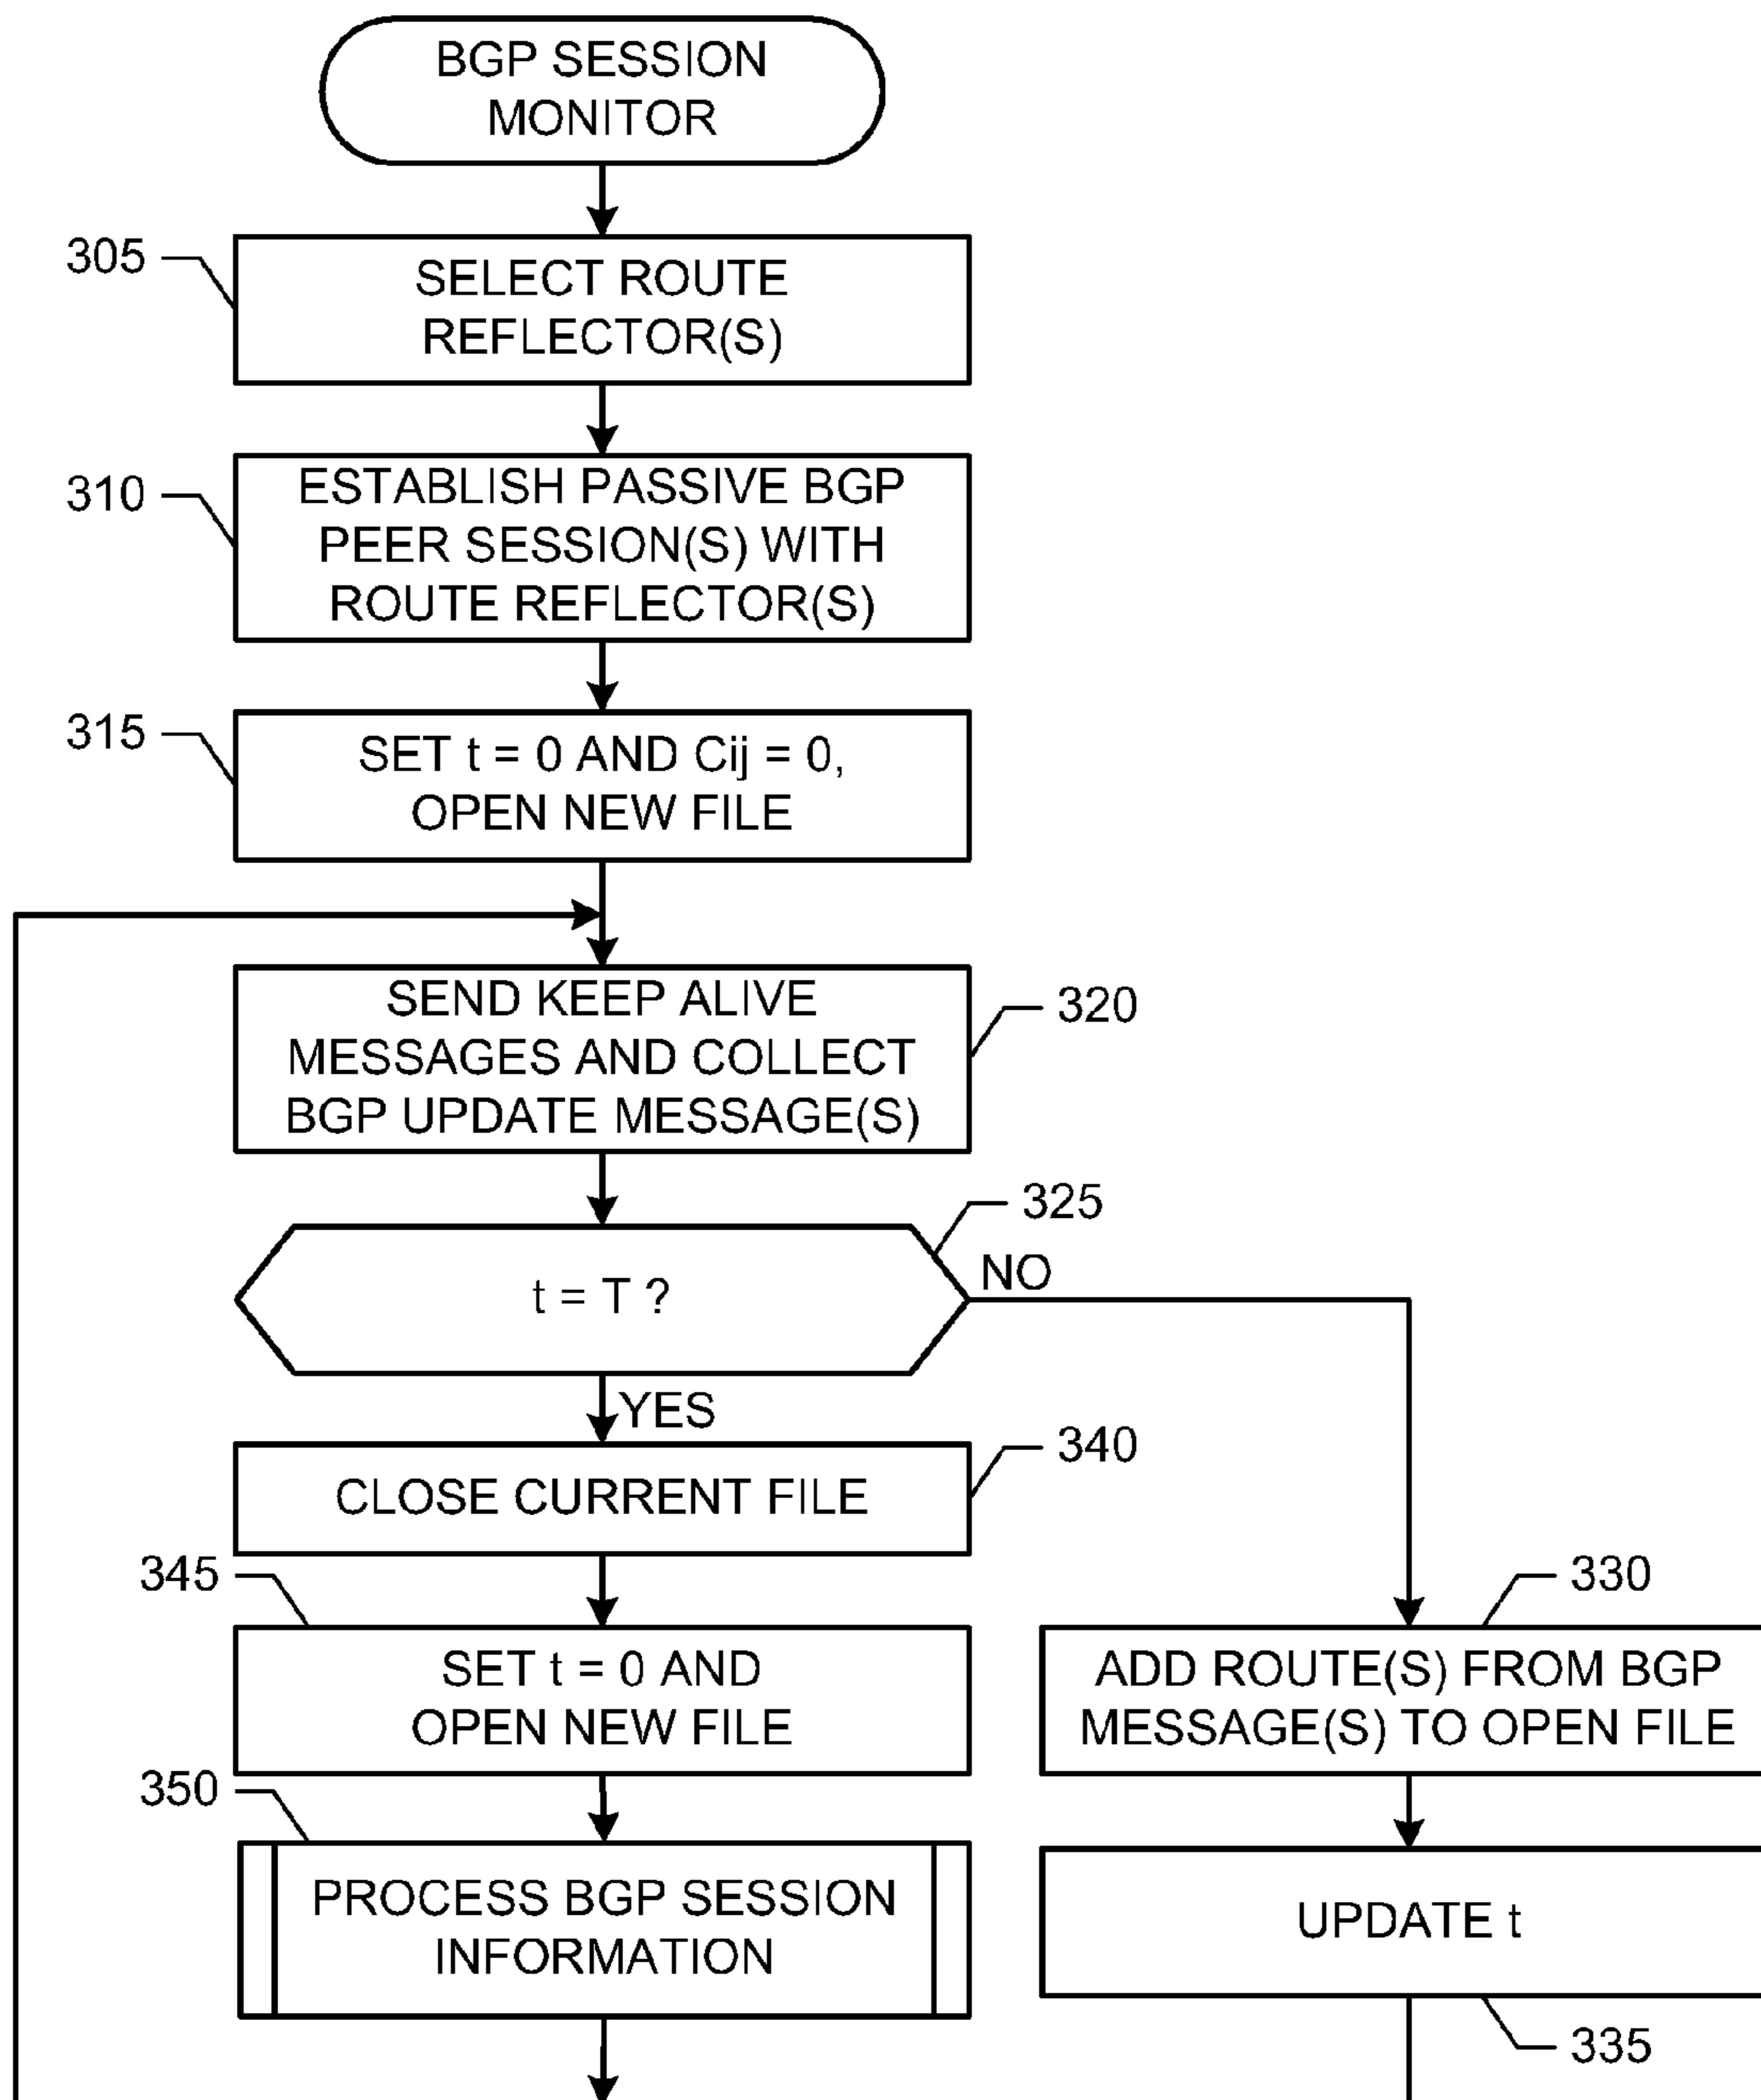 BGP SESSION
MONITOR
305
SELECT ROUTE
REFLECTOR(S)
310
ESTABLISH PASSIVE BGP
PEER SESSION(S) WITH
ROUTE REFLECTOR(S)
315
SET t = 0 AND Cij = 0,
OPEN NEW FILE
SEND KEEP ALIVE
MESSAGES AND COLLECT
BGP UPDATE MESSAGE(S)
320
325
t = T ?
NO
YES
340
CLOSE CURRENT FILE
345
SET t = 0 AND
OPEN NEW FILE
330
ADD ROUTE(S) FROM BGP
MESSAGE(S) TO OPEN FILE
350
PROCESS BGP SESSION
INFORMATION
UPDATE t
335